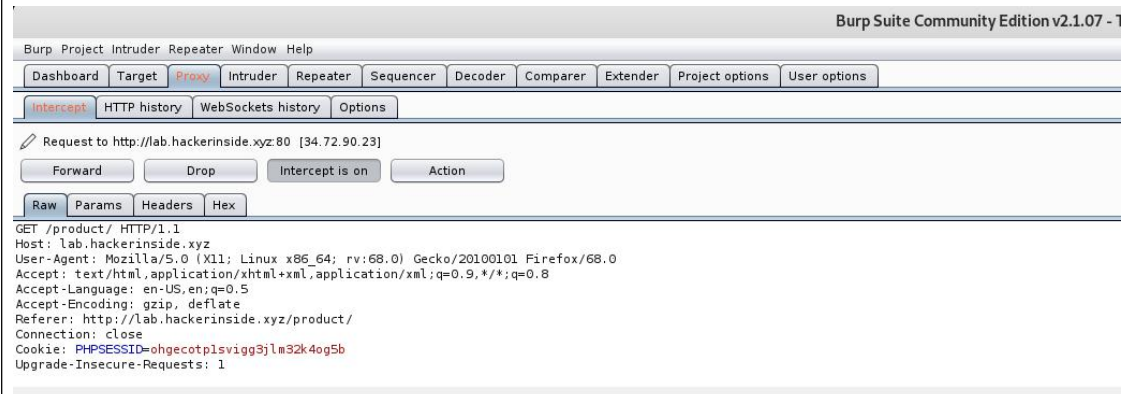 Burp Suite Community Edition v2.1.07 - T
Burp Project Intruder Repeater Window Help
Dashboard Target Proxy Intruder Repeater Sequencer Decoder Comparer Extender Project options User options
Intercept HTTP history WebSockets history Options
Request to http://lab.hackerinside.xyz:80 [34.72.90.23]
Forward Drop Intercept is on Action
Raw Params Headers Hex
GET /product/ HTTP/1.1
Host: lab.hackerinside.xyz
User-Agent: Mozilla/5.0 (X11; Linux x86_64; rv:68.0) Gecko/20100101 Firefox/68.0
Accept: text/html,application/xhtml+xml,application/xml;q=0.9,*/*;q=0.8
Accept-Language: en-US,en;q=0.5
Accept-Encoding: gzip, deflate
Referer: http://lab.hackerinside.xyz/product/
Connection: close
Cookie: PHPSESSID=ohgecotp1svigg3jlm32k4og5b
Upgrade-Insecure-Requests: 1